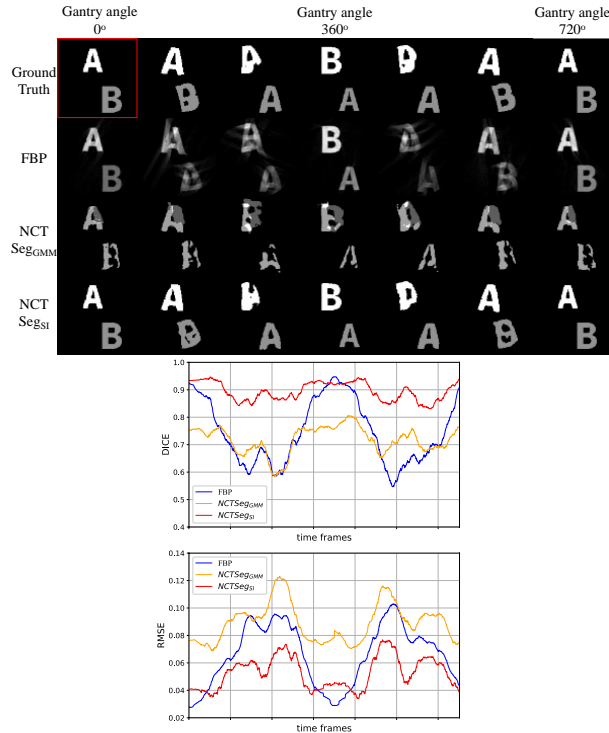 Gantry angle
0°
Gantry angle
360°
Gantry angle
720°
Ground
Truth
A A A B D A A
B B A A A B B
FBP
A A A B A A A
B B A A A B B
NCT
Seg_GMM
A A B B D A A
B B A A A B B
NCT
Seg_SI
A A A B D A A
B B A A A B B
1.0
0.9
0.8
0.7
0.6
0.5
0.4
DICE
FBP
NCTSeg_GMM
NCTSeg_SI
time frames
0.14
0.12
0.10
0.08
0.06
0.04
0.02
RMSE
FBP
NCTSeg_GMM
NCTSeg_SI
time frames